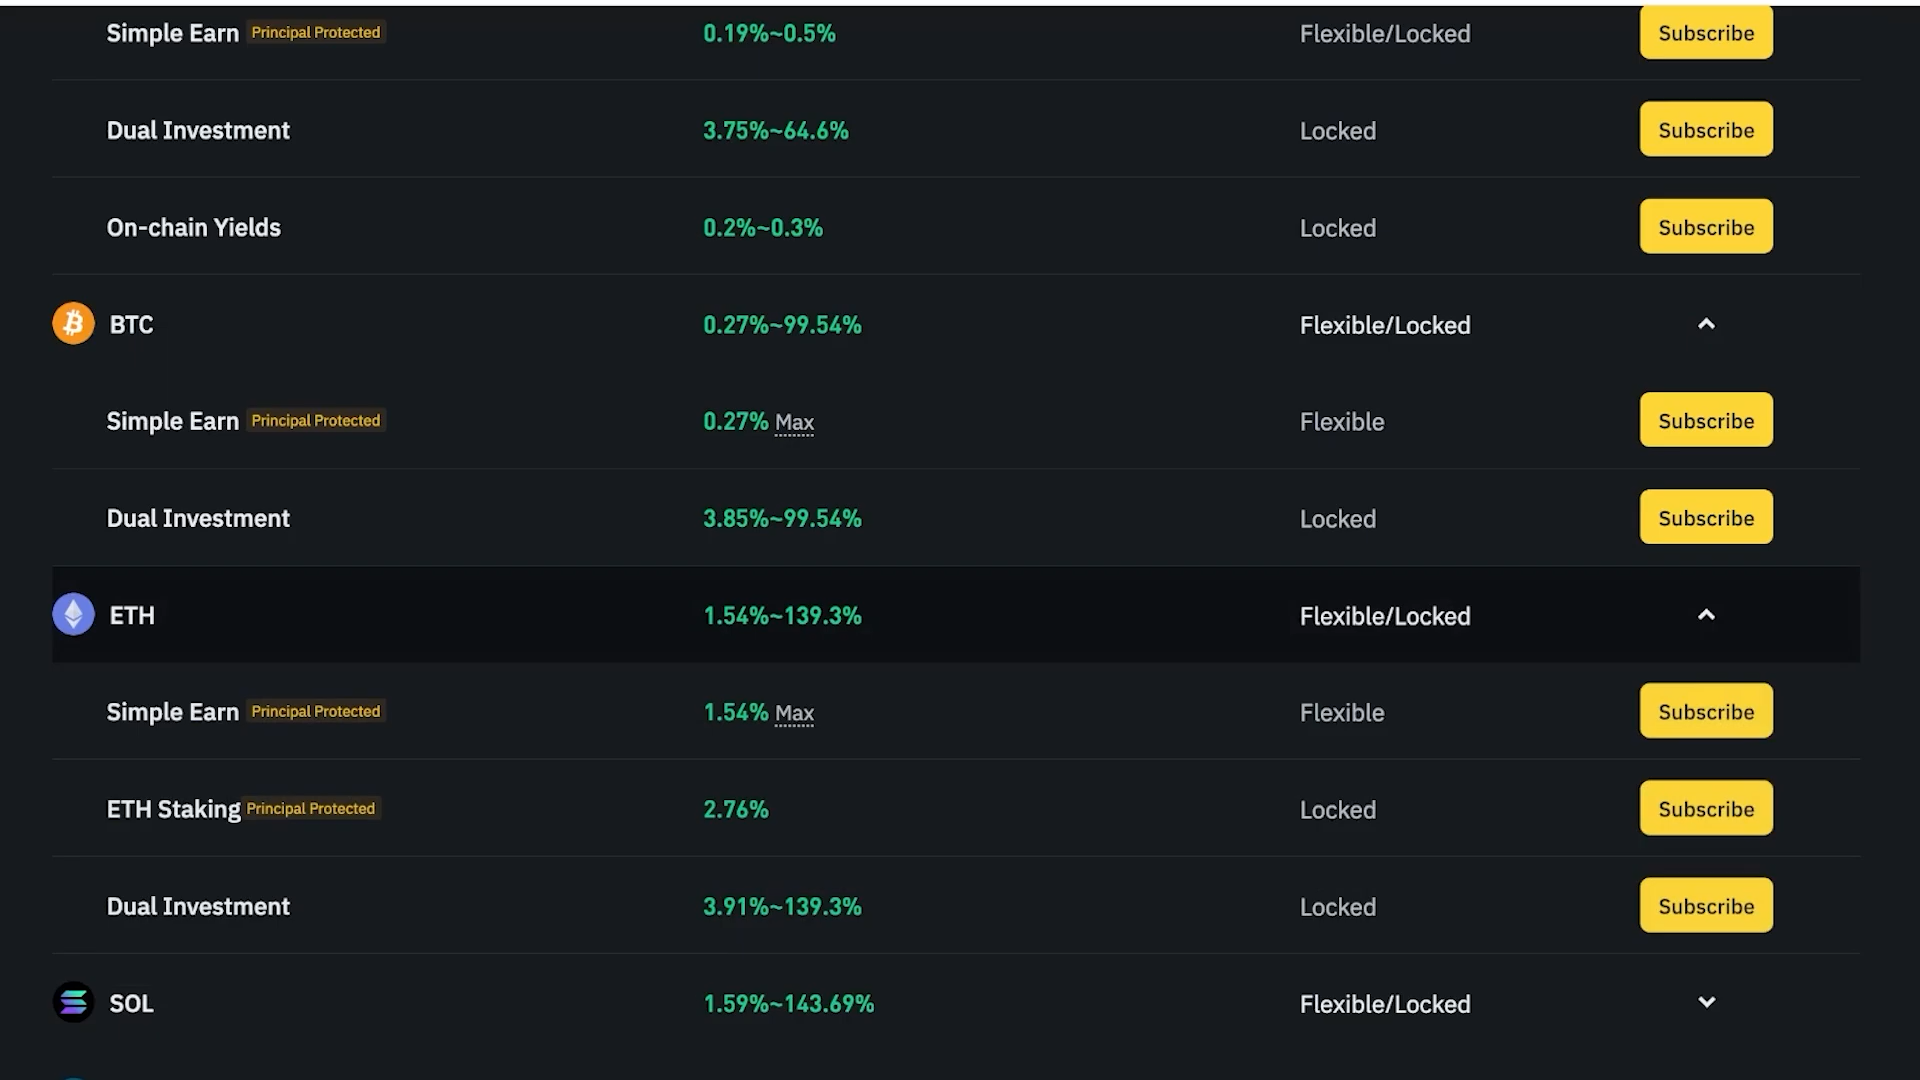 Simple Earn Principal Protected 0.19%~0.5% Flexible/Locked Subscribe
Dual Investment 3.75%~64.6% Locked Subscribe
On-chain Yields 0.2%~0.3% Locked Subscribe
BTC 0.27%~99.54% Flexible/Locked
Simple Earn Principal Protected 0.27% Max Flexible Subscribe
Dual Investment 3.85%~99.54% Locked Subscribe
ETH 1.54%~139.3% Flexible/Locked
Simple Earn Principal Protected 1.54% Max Flexible Subscribe
ETH Staking Principal Protected 2.76% Locked Subscribe
Dual Investment 3.91%~139.3% Locked Subscribe
SOL 1.59%~143.69% Flexible/Locked